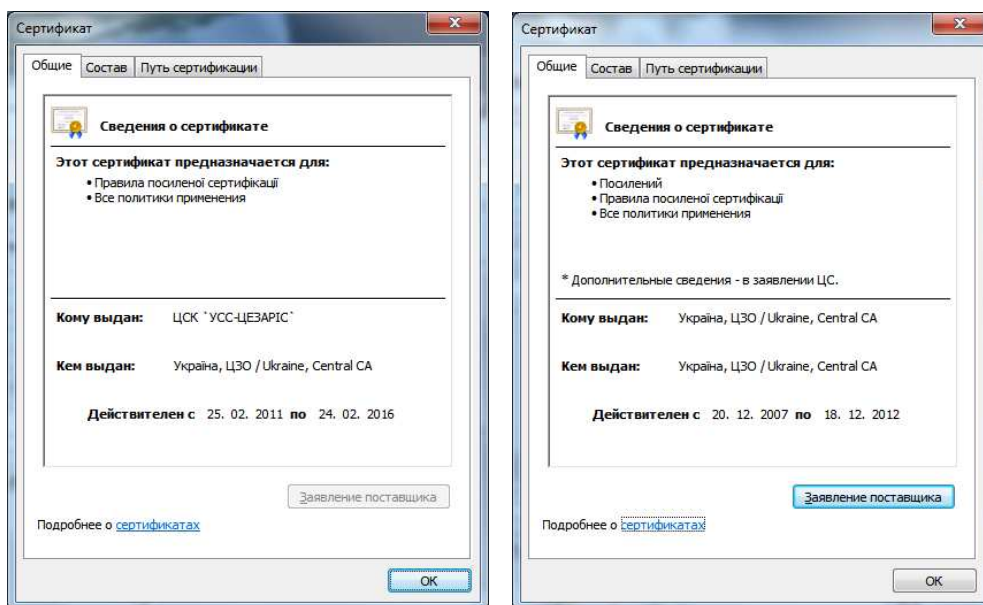 Сертификат
Общие
Состав
Путь сертификации
Сведения о сертификате
Этот сертификат предназначается для:
• Правила посиленої сертифікації
• Все политики применения
Кому выдан: ЦСК `УСС-ЦЕЗАРІС`
Кем выдан: Україна, ЦЗО / Ukraine, Central CA
Действителен с 25. 02. 2011 по 24. 02. 2016
Заявление поставщика
Подробнее о сертификатах
ОК
Сертификат
Общие
Состав
Путь сертификации
Сведения о сертификате
Этот сертификат предназначается для:
• Посилений
• Правила посиленої сертифікації
• Все политики применения
* Дополнительные сведения - в заявлении ЦС.
Кому выдан: Україна, ЦЗО / Ukraine, Central CA
Кем выдан: Україна, ЦЗО / Ukraine, Central CA
Действителен с 20. 12. 2007 по 18. 12. 2012
Заявление поставщика
Подробнее о сертификатах
ОК